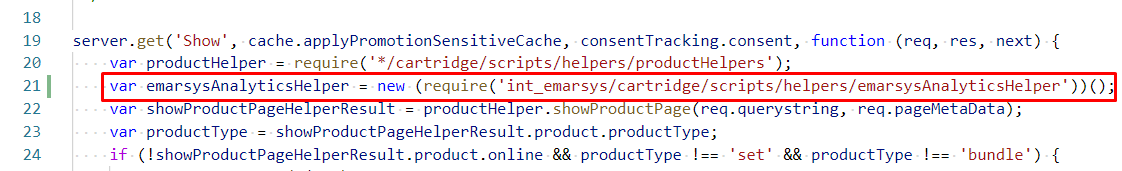 18
19 server.get('Show', cache.applyPromotionSensitiveCache, consentTracking.consent, function (req, res, next) {
20     var productHelper = require('*/cartridge/scripts/helpers/productHelpers');
21     var emarsysAnalyticsHelper = new (require('int_emarsys/cartridge/scripts/helpers/emarsysAnalyticsHelper'))();
22     var showProductPageHelperResult = productHelper.showProductPage(req.querystring, req.pageMetaData);
23     var productType = showProductPageHelperResult.product.productType;
24     if (!showProductPageHelperResult.product.online && productType !== 'set' && productType !== 'bundle') {